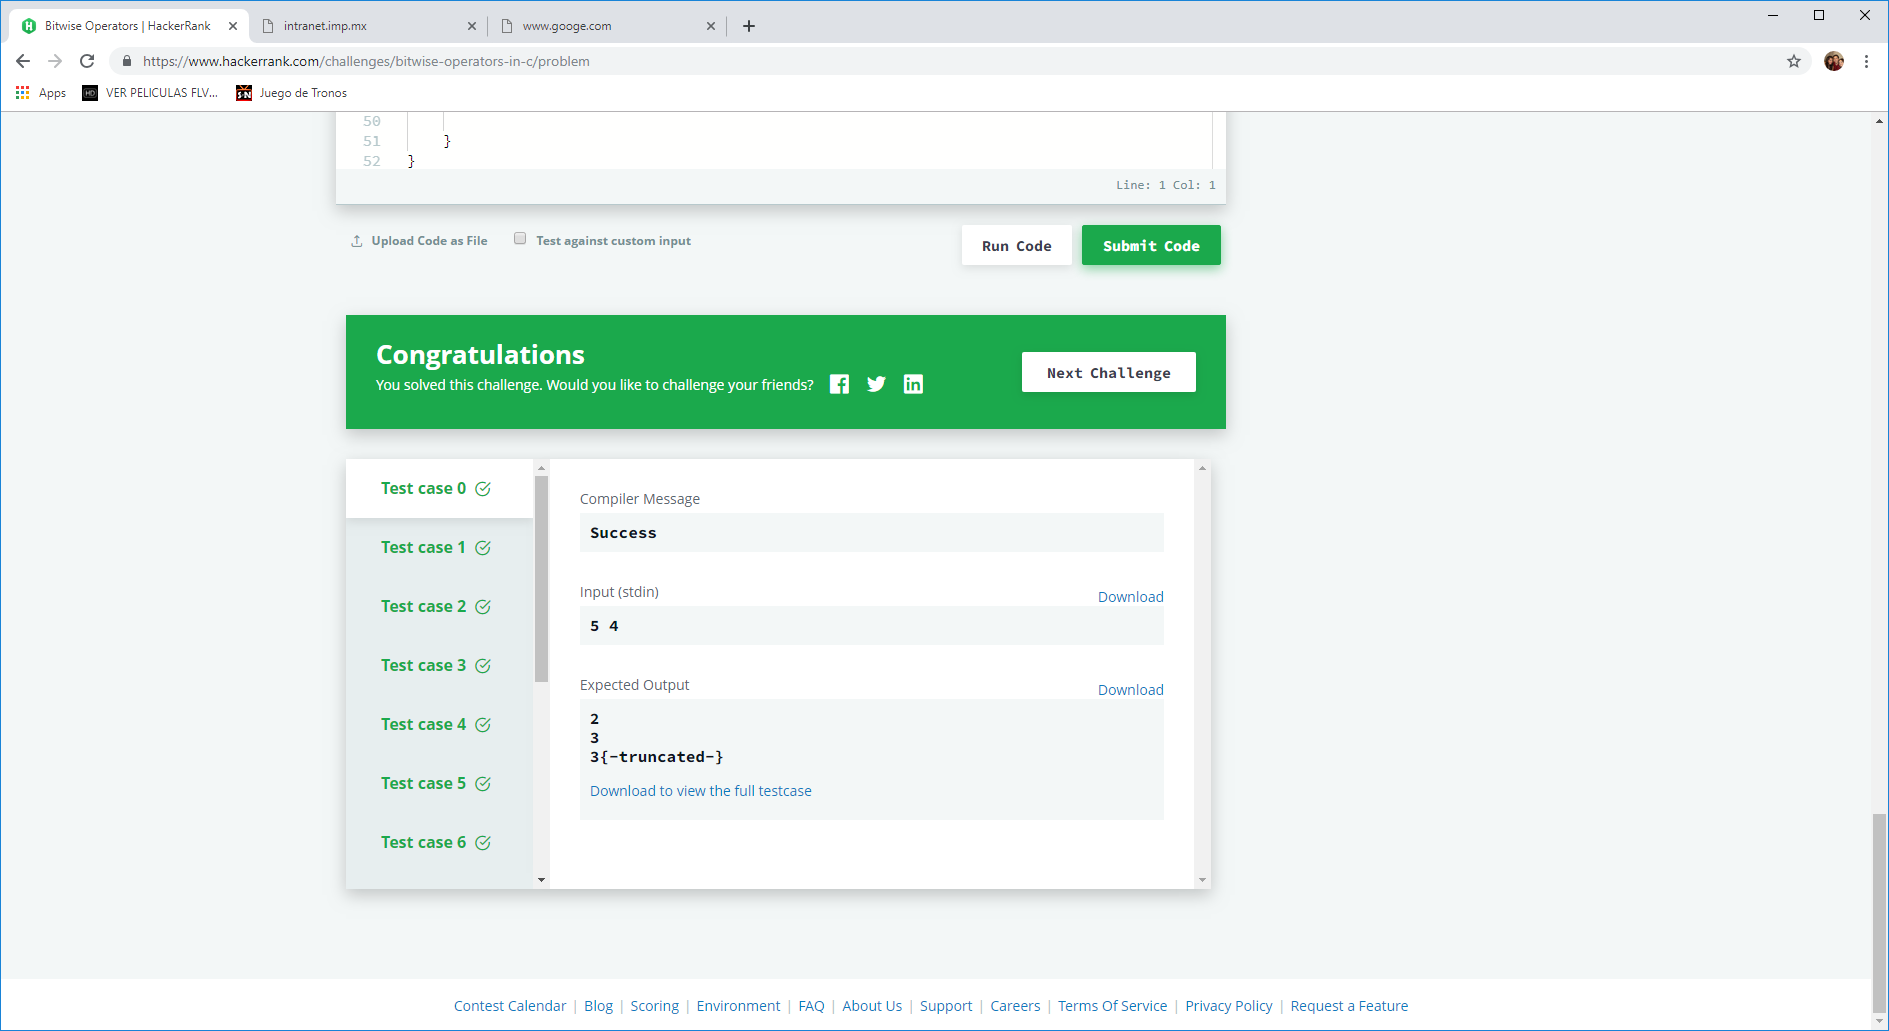 Bitwise Operators | HackerRank
intranet.imp.mx
www.googe.com
https://www.hackerrank.com/challenges/bitwise-operators-in-c/problem
Apps
HD
VER PELICULAS FLV...
S-N
Juego de Tronos
50
51 }
52 }
Line: 1 Col: 1
Upload Code as File
Test against custom input
Run Code
Submit Code
Congratulations
You solved this challenge. Would you like to challenge your friends?
Next Challenge
Test case 0
Test case 1
Test case 2
Test case 3
Test case 4
Test case 5
Test case 6
Compiler Message
Success
Input (stdin)
Download
5 4
Expected Output
Download
2
3
3{-truncated-}
Download to view the full testcase
Contest Calendar | Blog | Scoring | Environment | FAQ | About Us | Support | Careers | Terms Of Service | Privacy Policy | Request a Feature